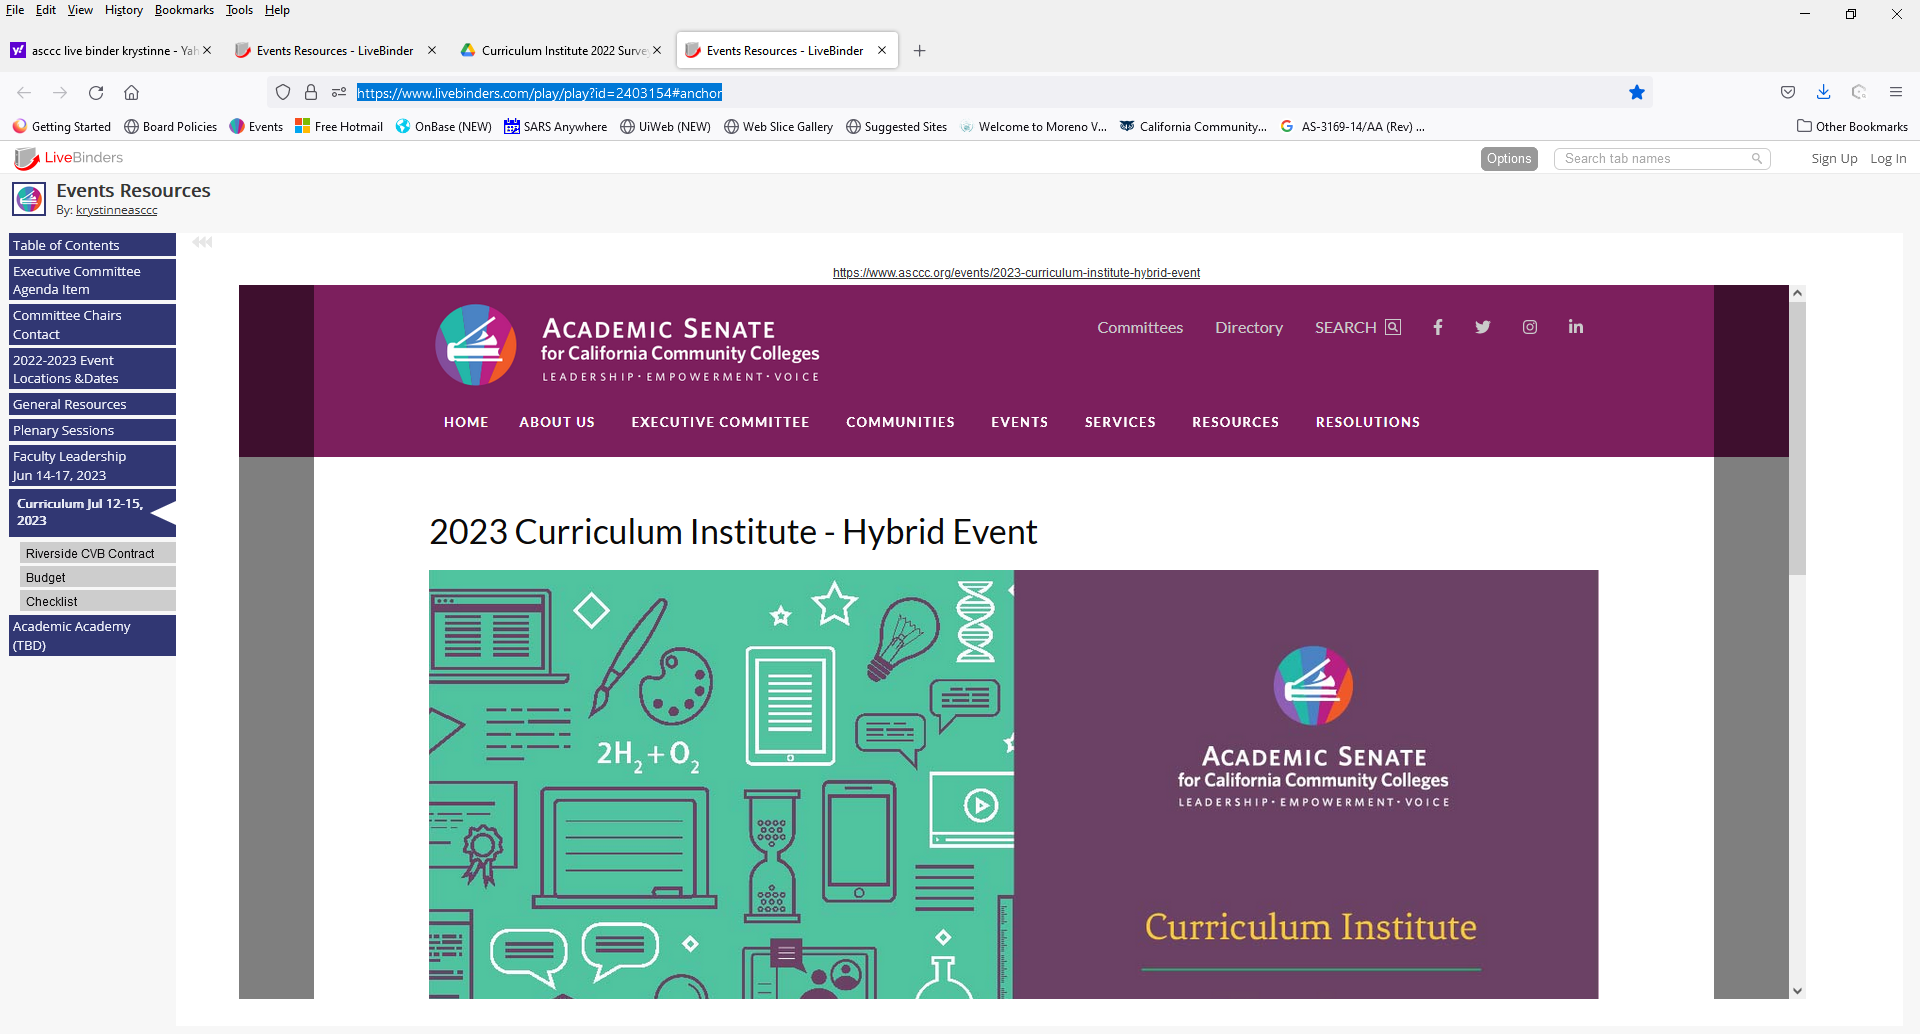 File Edit View History Bookmarks Tools Help
asccc live binder krystinne - Yah
Events Resources - LiveBinder
Curriculum Institute 2022 Surve
Events Resources - LiveBinder
https://www.livebinders.com/play/play?id=2403154#anchor
Getting Started Board Policies Events Free Hotmail OnBase (NEW) SARS Anywhere UiWeb (NEW) Web Slice Gallery Suggested Sites Welcome to Moreno V... California Community... AS-3169-14/AA (Rev) ... Other Bookmarks
LiveBinders Options Search tab names Sign Up Log In
Events Resources
By: krystinneasccc
Table of Contents
Executive Committee
Agenda Item
Committee Chairs
Contact
2022-2023 Event
Locations &Dates
General Resources
Plenary Sessions
Faculty Leadership
Jun 14-17, 2023
Curriculum Jul 12-15,
2023
Riverside CVB Contract
Budget
Checklist
Academic Academy
(TBD)
https://www.asccc.org/events/2023-curriculum-institute-hybrid-event
ACADEMIC SENATE
for California Community Colleges
LEADERSHIP · EMPOWERMENT · VOICE
Committees Directory SEARCH
HOME ABOUT US EXECUTIVE COMMITTEE COMMUNITIES EVENTS SERVICES RESOURCES RESOLUTIONS
2023 Curriculum Institute - Hybrid Event
2H2 + O2
ACADEMIC SENATE
for California Community Colleges
LEADERSHIP · EMPOWERMENT · VOICE
Curriculum Institute